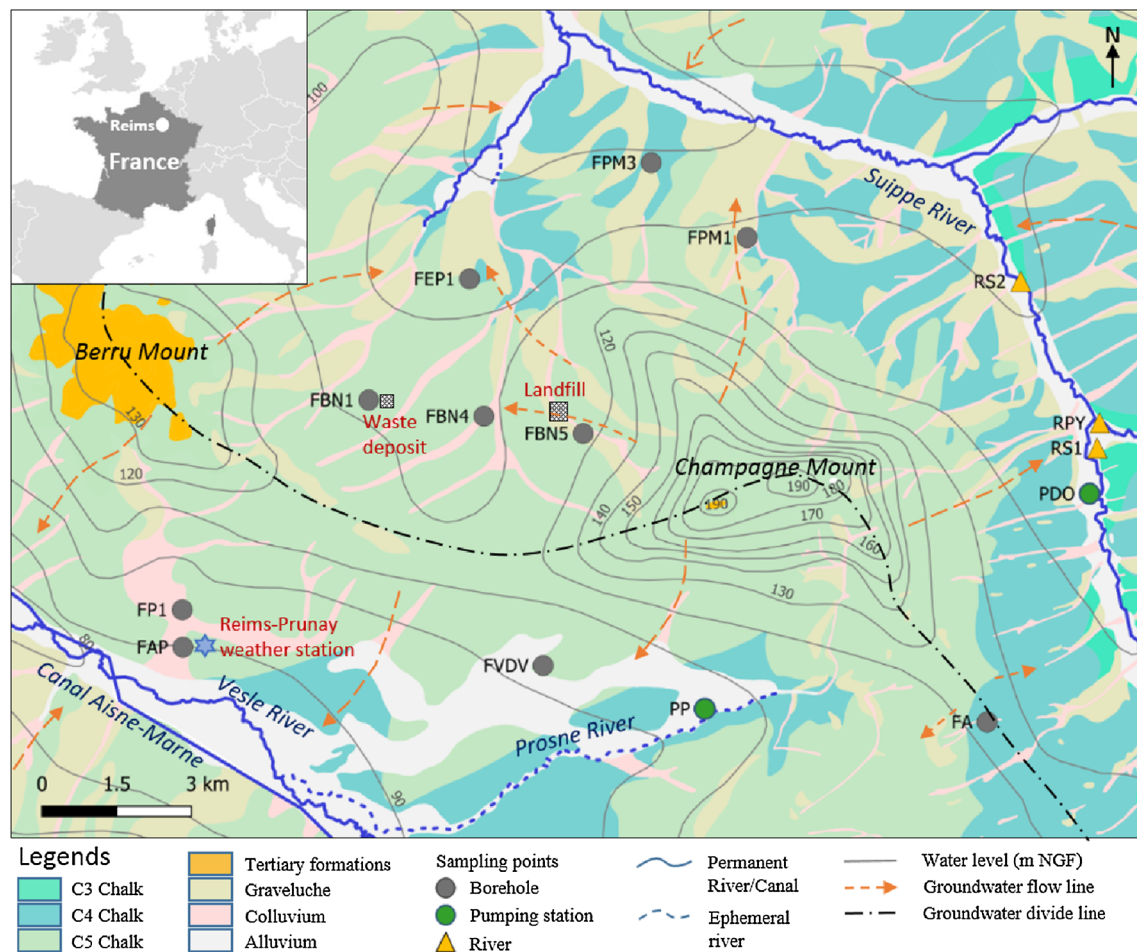 Reims
France
N
100
FPM3
Suippe River
FPM1
FEP1
RS2
120
Berru Mount
130
120
FBN1
Waste
deposit
FBN4
Landfill
FBN5
RPY
RS1
PDO
Champagne Mount
190
180
190
170
160
150
140
130
FP1
FAP
Reims-Prunay
weather station
80
Canal Aisne-Marne
Vesle River
FVDV
PP
Prosne River
FA
90
0 1.5 3 km
Legends
C3 Chalk
C4 Chalk
C5 Chalk
Tertiary formations
Graveluche
Colluvium
Alluvium
Sampling points
Borehole
Pumping station
River
Permanent
River/Canal
Ephemeral
river
Water level (m NGF)
Groundwater flow line
Groundwater divide line